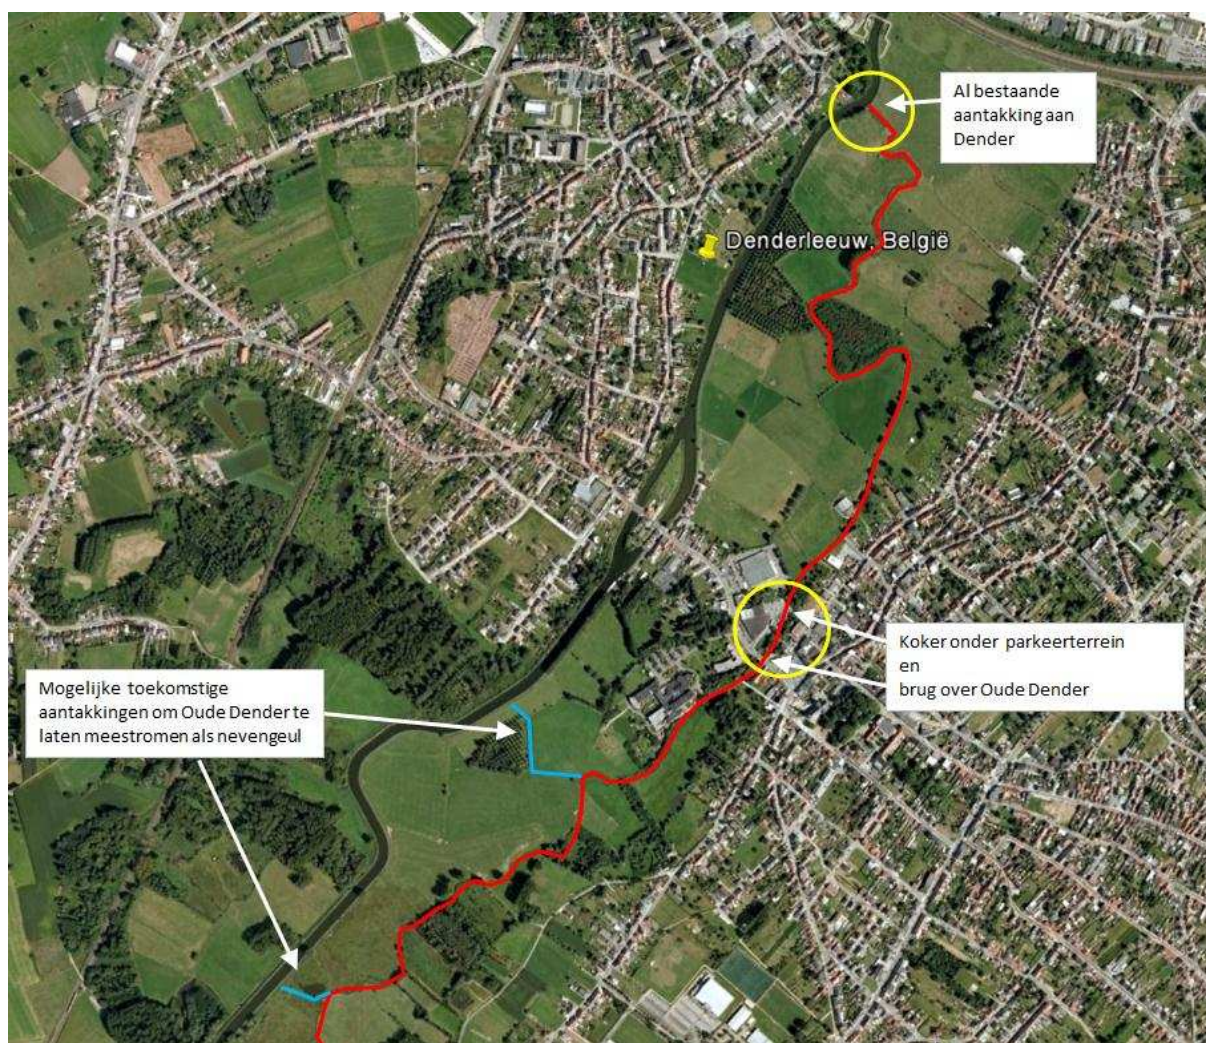 Al bestaande
aantakking aan
Dender
Denderleeuw, België
Koker onder parkeerterrein
en
brug over Oude Dender
Mogelijke toekomstige
aantakkingen om Oude Dender te
laten meestromen als nevengeul